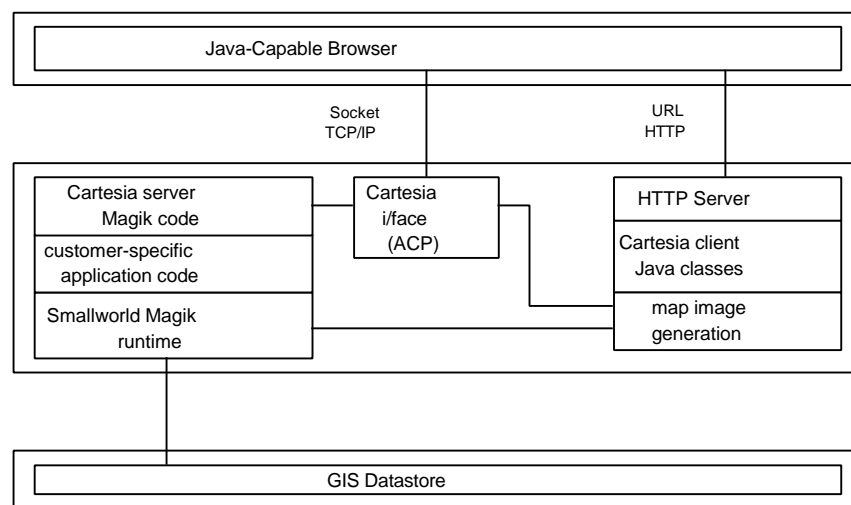 Java-Capable Browser
Socket
TCP/IP
URL
HTTP
Cartesia server
Magik code
customer-specific
application code
Smallworld Magik
runtime
Cartesia
i/face
(ACP)
HTTP Server
Cartesia client
Java classes
map image
generation
GIS Datastore